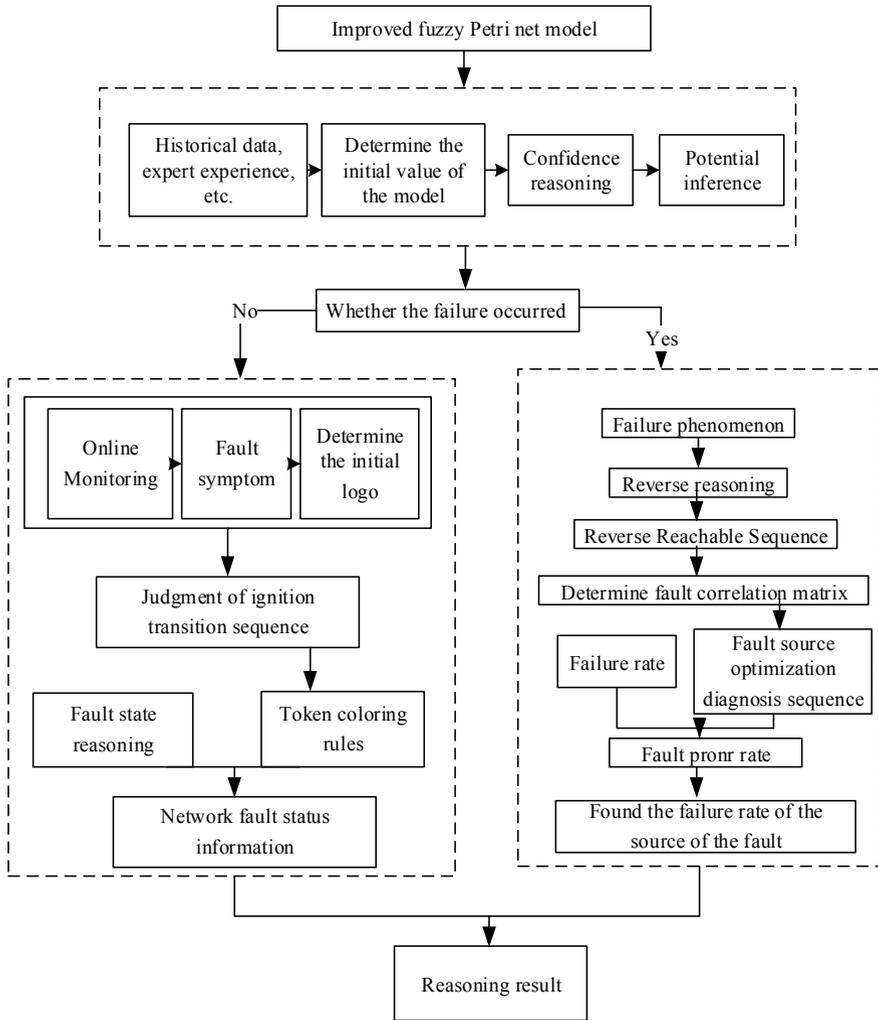 Improved fuzzy Petri net model
Historical data,
expert experience,
etc.
Determine the
initial value of
the model
Confidence
reasoning
Potential
inference
Whether the failure occurred
No
Yes
Online
Monitoring
Fault
symptom
Determine
the initial
logo
Judgment of ignition
transition sequence
Fault state
reasoning
Token coloring
rules
Network fault status
information
Failure phenomenon
Reverse reasoning
Reverse Reachable Sequence
Determine fault correlation matrix
Failure rate
Fault source
optimization
diagnosis sequence
Fault pronr rate
Found the failure rate of the
source of the fault
Reasoning result